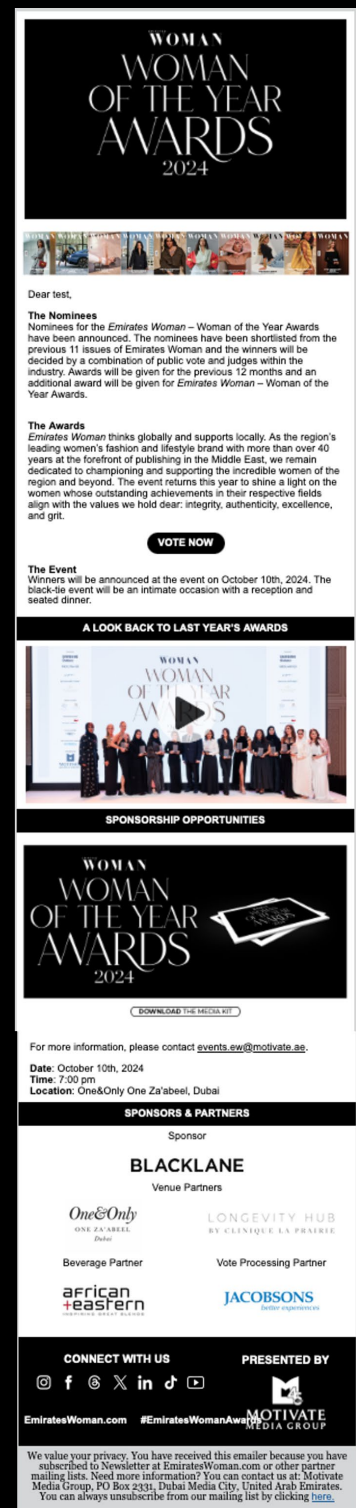 WOMAN
WOMAN
OF THE YEAR
AWARDS
2024
WOMAN WOMAN WOMAN WOMAN WOMAN WOMAN WOMAN WOMAN
Dear test,
The Nominees
Nominees for the Emirates Woman – Woman of the Year Awards
have been announced. The nominees have been shortlisted from the
previous 11 issues of Emirates Woman and the winners will be
decided by a combination of public vote and judges within the
industry. Awards will be given for the previous 12 months and an
additional award will be given for Emirates Woman – Woman of the
Year Awards.
The Awards
Emirates Woman thinks globally and supports locally. As the region's
leading women's fashion and lifestyle brand with more than over 40
years at the forefront of publishing in the Middle East, we remain
dedicated to championing and supporting the incredible women of the
region and beyond. The event returns this year to shine a light on the
women whose outstanding achievements in their respective fields
align with the values we hold dear: integrity, authenticity, excellence,
and grit.
VOTE NOW
The Event
Winners will be announced at the event on October 10th, 2024. The
black-tie event will be an intimate occasion with a reception and
seated dinner.
A LOOK BACK TO LAST YEAR'S AWARDS
WOMAN
WOMAN
OF THE YEAR
AWARDS
SPONSORSHIP OPPORTUNITIES
WOMAN
WOMAN
OF THE YEAR
AWARDS
2024
DOWNLOAD THE MEDIA KIT
For more information, please contact events.ew@motivate.ae.
Date: October 10th, 2024
Time: 7:00 pm
Location: One&Only One Za'abeel, Dubai
SPONSORS & PARTNERS
Sponsor
BLACKLANE
Venue Partners
One&Only
ONE ZA'ABEEL
Dubai
LONGEVITY HUB
BY CLINIQUE LA PRAIRIE
Beverage Partner
Vote Processing Partner
african
+eastern
INSPIRING GREAT BLENDS
JACOBSONS
better experiences
CONNECT WITH US
PRESENTED BY
EmiratesWoman.com #EmiratesWomanAwards
MOTIVATE
MEDIA GROUP
We value your privacy. You have received this emailer because you have
subscribed to Newsletter at EmiratesWoman.com or other partner
mailing lists. Need more information? You can contact us at: Motivate
Media Group, PO Box 2331, Dubai Media City, United Arab Emirates.
You can always unsubscribe from our mailing list by clicking here.